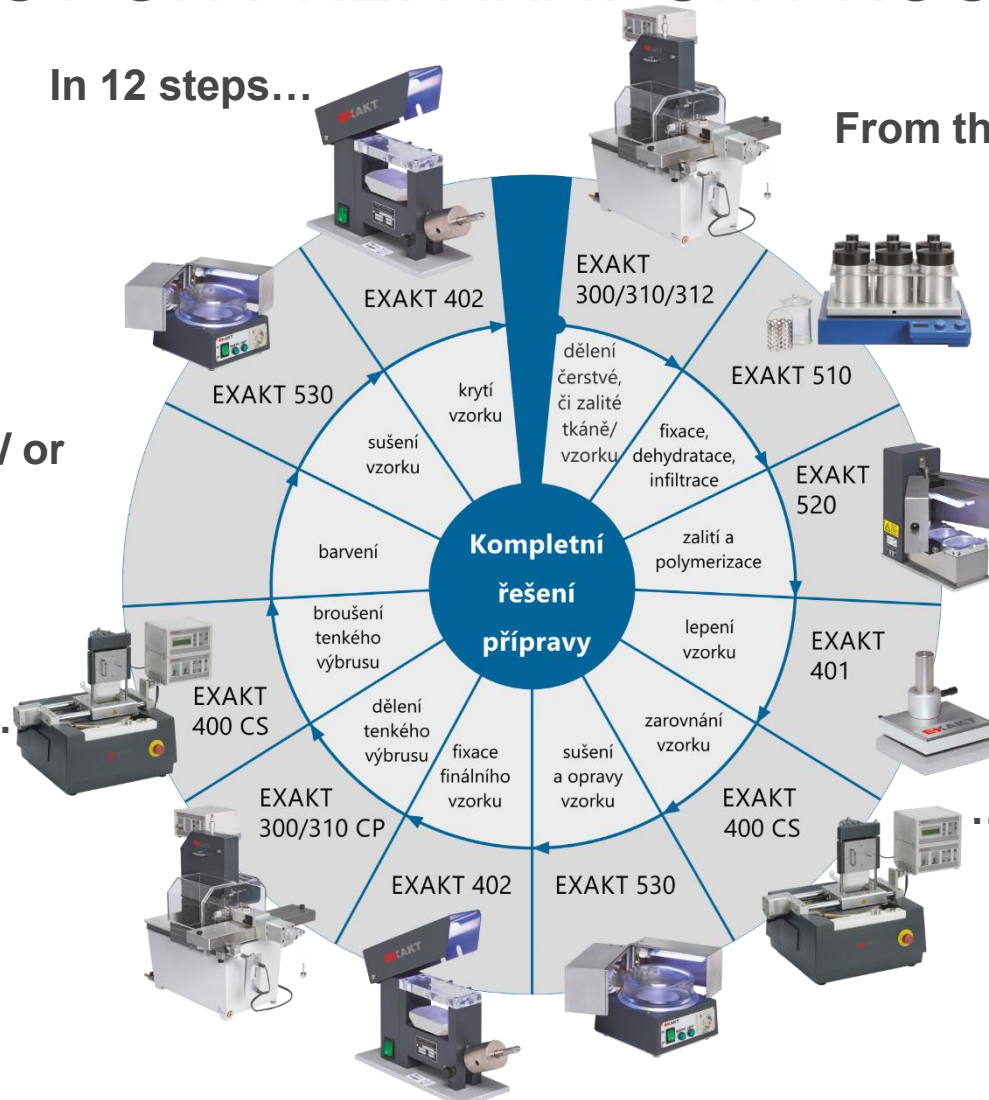 In 12 steps...
From th
/ or
EXAKT
300/310/312
dělení
čerstvé,
či zalité
tkáně/
vzorku
EXAKT 510
fixace,
dehydratace,
infiltrace
EXAKT
520
zalití a
polymerizace
EXAKT
401
lepení
vzorku
EXAKT
400 CS
zarovnání
vzorku
EXAKT 530
sušení
a opravy
vzorku
EXAKT 402
fixace
finálního
vzorku
EXAKT
300/310 CP
dělení
tenkého
výbrusu
EXAKT
400 CS
broušení
tenkého
výbrusu
barvení
EXAKT 530
sušení
vzorku
EXAKT 402
krytí
vzorku
Kompletní
řešení
přípravy
EXAKT
EXAKT
EXAKT